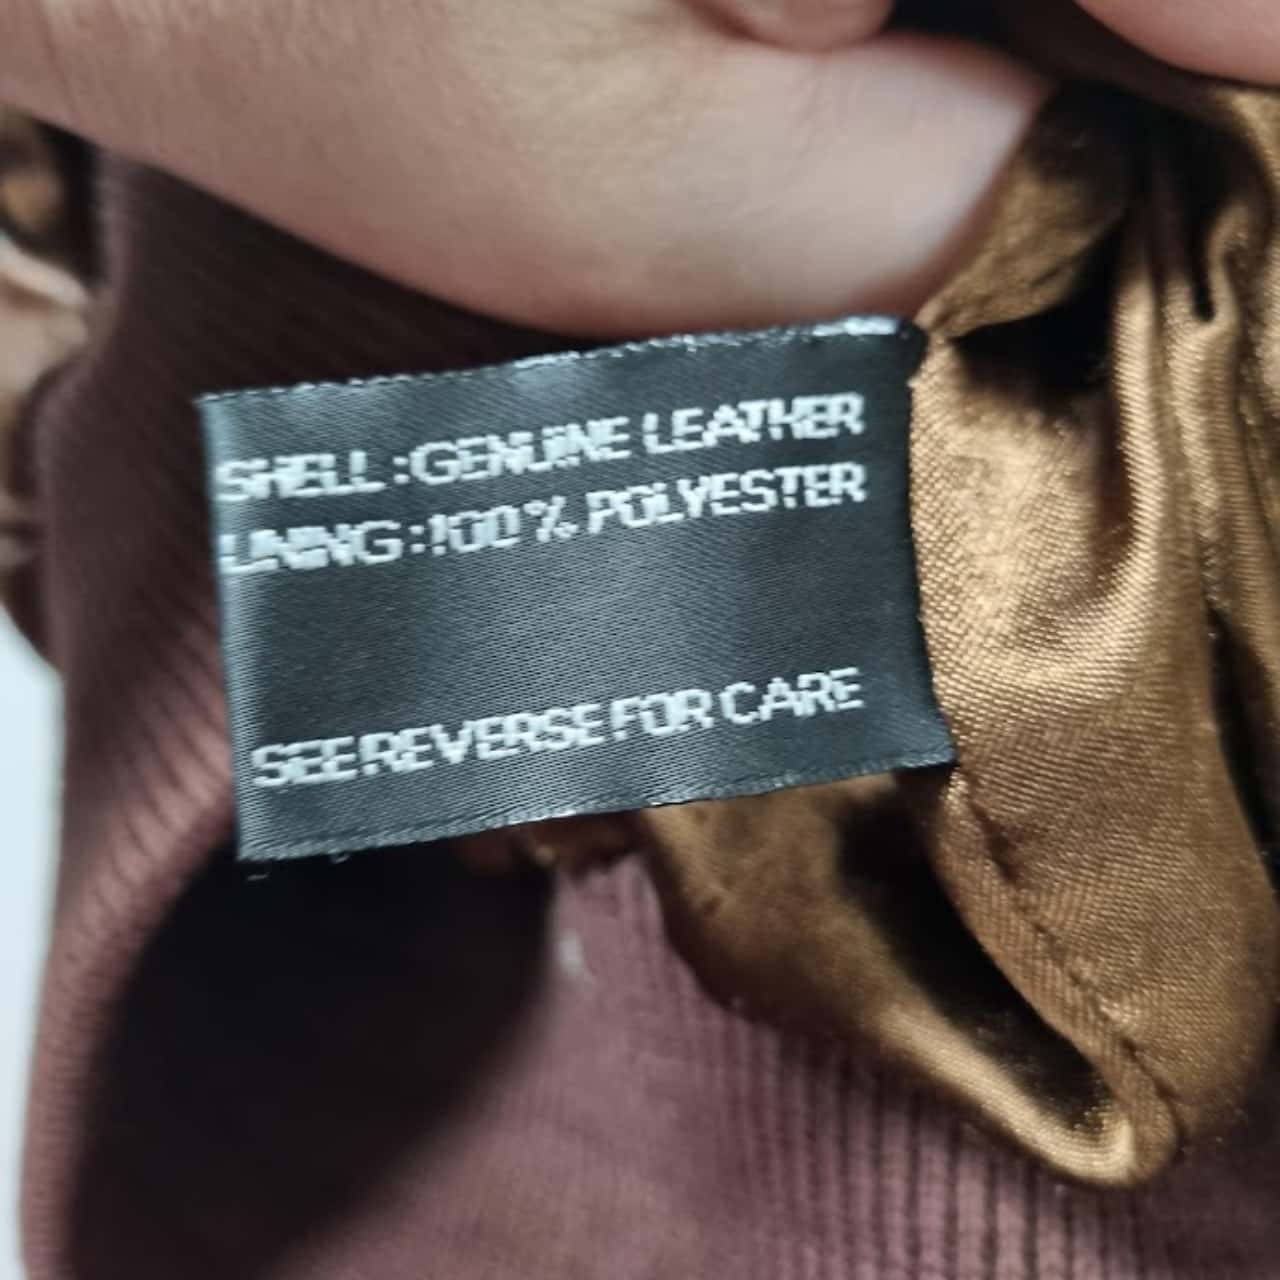 SHELL:GENUINE LEATHER
LINING:100% POLYESTER
SEE REVERSE FOR CARE